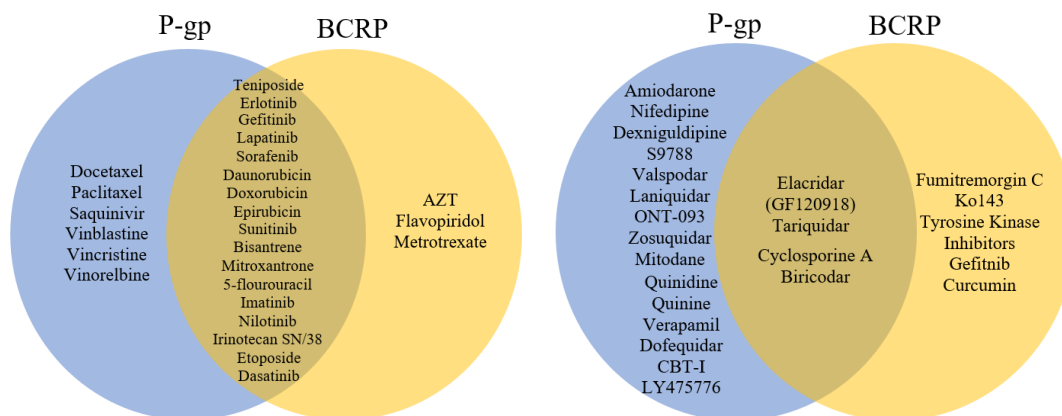 P-gp
BCRP
Docetaxel
Paclitaxel
Saquinivir
Vinblastine
Vincristine
Vinorelbine
Teniposide
Erlotinib
Gefitinib
Lapatinib
Sorafenib
Daunorubicin
Doxorubicin
Epirubicin
Sunitinib
Bisantrene
Mitroxantrone
5-flourouracil
Imatinib
Nilotinib
Irinotecan SN/38
Etoposide
Dasatinib
AZT
Flavopiridol
Metrotrexate
P-gp
BCRP
Amiodarone
Nifedipine
Dexniguldipine
S9788
Valspodar
Laniquidar
ONT-093
Zosuquidar
Mitodane
Quinidine
Quinine
Verapamil
Dofequidar
CBT-I
LY475776
Elacridar
(GF120918)
Tariquidar
Cyclosporine A
Biricodar
Fumitremorgin C
Ko143
Tyrosine Kinase
Inhibitors
Gefitnib
Curcumin